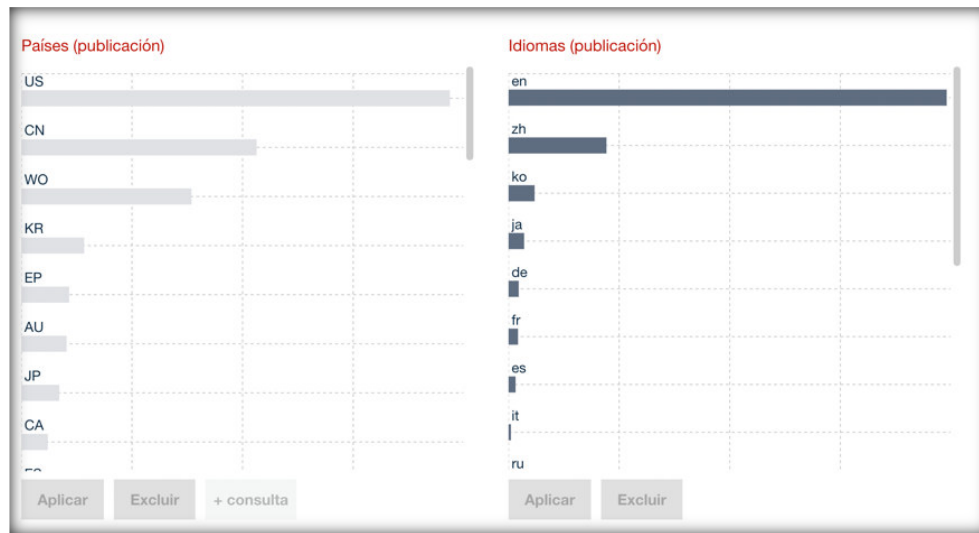 Países (publicación)
US
CN
WO
KR
EP
AU
JP
CA
Aplicar
Excluir
+ consulta
Idiomas (publicación)
en
zh
ko
ja
de
fr
es
it
ru
Aplicar
Excluir